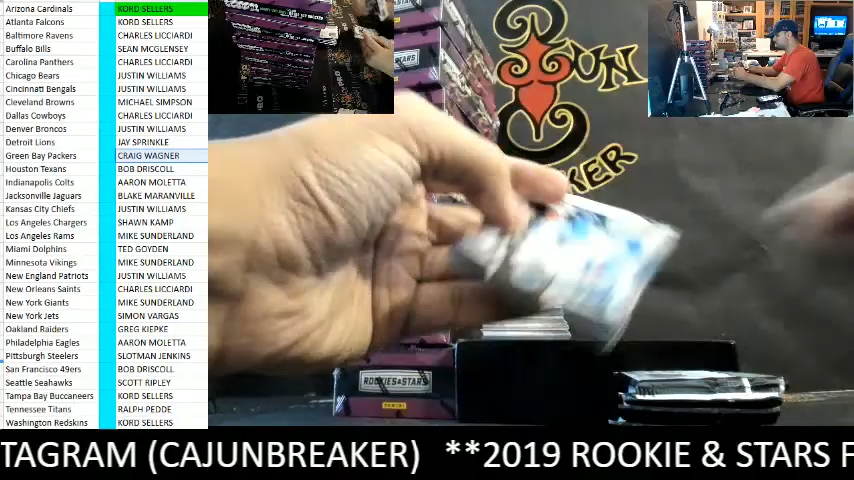 Arizona Cardinals KORD SELLERS
Atlanta Falcons KORD SELLERS
Baltimore Ravens CHARLES LICCIARDI
Buffalo Bills SEAN MCGLENSEY
Carolina Panthers CHARLES LICCIARDI
Chicago Bears JUSTIN WILLIAMS
Cincinnett Bengals JUSTIN WILLIAMS
Cleveland Browns MICHAEL SIMPSON
Dallas Cowboys CHARLES LICCIARDI
Denver Broncos JUSTIN WILLIAMS
Detroit Lions JAY SPRINKLE
Green Bay Packers CRAIG WAGNER
Houston Texans BOB DRISCOLL
Indianapolis Colts AARON MOLETTA
Jacksonville Jaguars BLAKE MARANVILLE
Kansas City Chiefs JUSTIN WILLIAMS
Los Angeles Chargers SHAWN KAMP
Los Angeles Rams MIKE SUNDERLAND
Miami Dolphins TED GOYDEN
Minnesota Vikings MIKE SUNDERLAND
New England Patriots JUSTIN WILLIAMS
New Orleans Saints CHARLES LICCIARDI
New York Giants MIKE SUNDERLAND
New York Jets SIMON VARGAS
Oakland Raiders GREG KIEPKE
Philadelphia Eagles AARON MOLETTA
Pittsburgh Steelers SLOTMAN JENKINS
San Francisco 49ers BOB DRISCOLL
Seattle Seahawks SCOTT RIPLEY
Tampa Bay Buccaneers KORD SELLERS
Tennessee Titans RALPH PEDDE
Washington Redskins KORD SELLERS
STARS
UN
KER
ROOKIES&STARS
PANINI
TAGRAM (CAJUNBREAKER) **2019 ROOKIE & STARS F